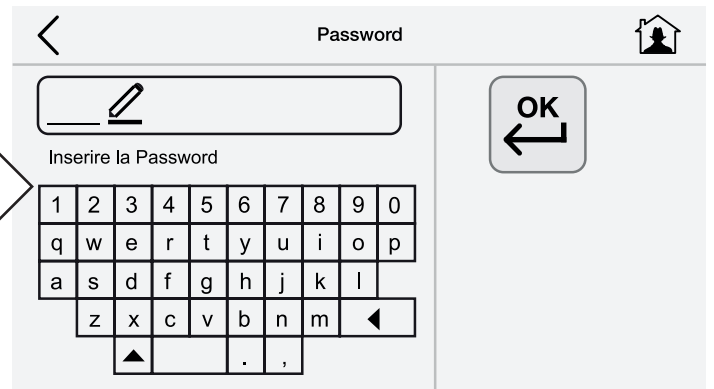 Password
OK
Inserire la Password
1 2 3 4 5 6 7 8 9 0
q w e r t y u i o p
a s d f g h j k l
z x c v b n m
. ,